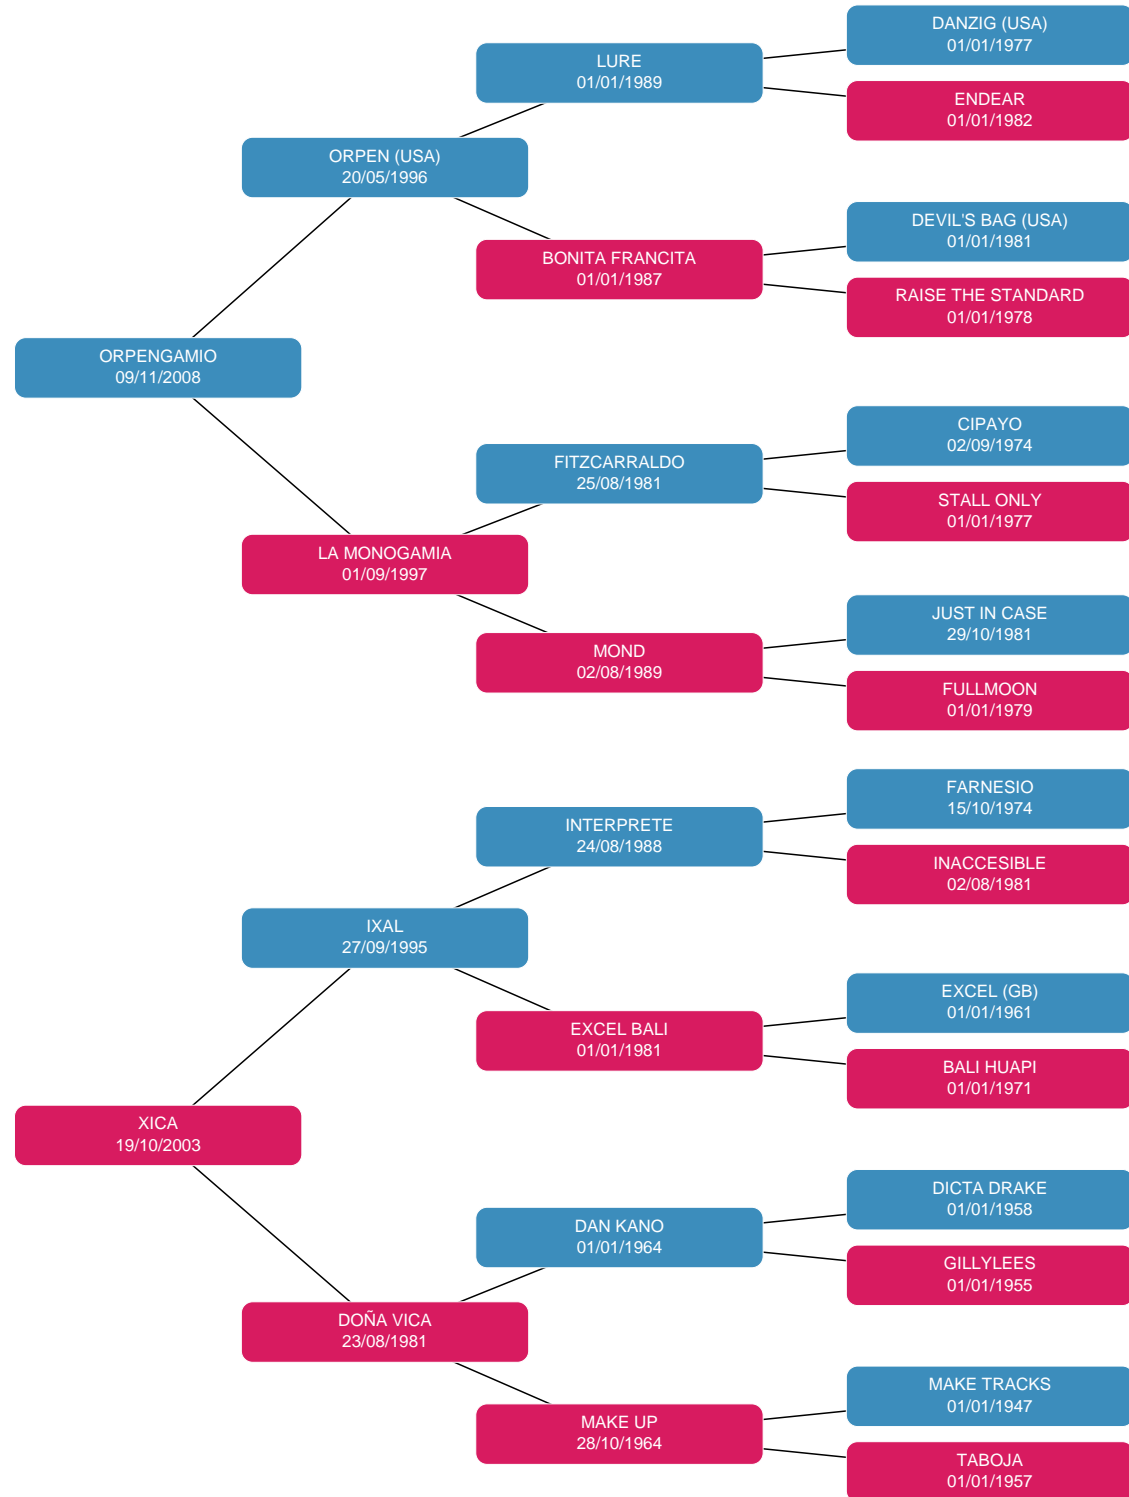 DANZIG (USA)
01/01/1977
LURE
01/01/1989
ENDEAR
01/01/1982
ORPEN (USA)
20/05/1996
DEVIL'S BAG (USA)
01/01/1981
BONITA FRANCITA
01/01/1987
RAISE THE STANDARD
01/01/1978
ORPENGAMIO
09/11/2008
CIPAYO
02/09/1974
FITZCARRALDO
25/08/1981
STALL ONLY
01/01/1977
LA MONOGAMIA
01/09/1997
JUST IN CASE
29/10/1981
MOND
02/08/1989
FULLMOON
01/01/1979
FARNESIO
15/10/1974
INTERPRETE
24/08/1988
INACCESIBLE
02/08/1981
IXAL
27/09/1995
EXCEL (GB)
01/01/1961
EXCEL BALI
01/01/1981
BALI HUAPI
01/01/1971
XICA
19/10/2003
DICTA DRAKE
01/01/1958
DAN KANO
01/01/1964
GILLYLEES
01/01/1955
DOÑA VICA
23/08/1981
MAKE TRACKS
01/01/1947
MAKE UP
28/10/1964
TABOJA
01/01/1957